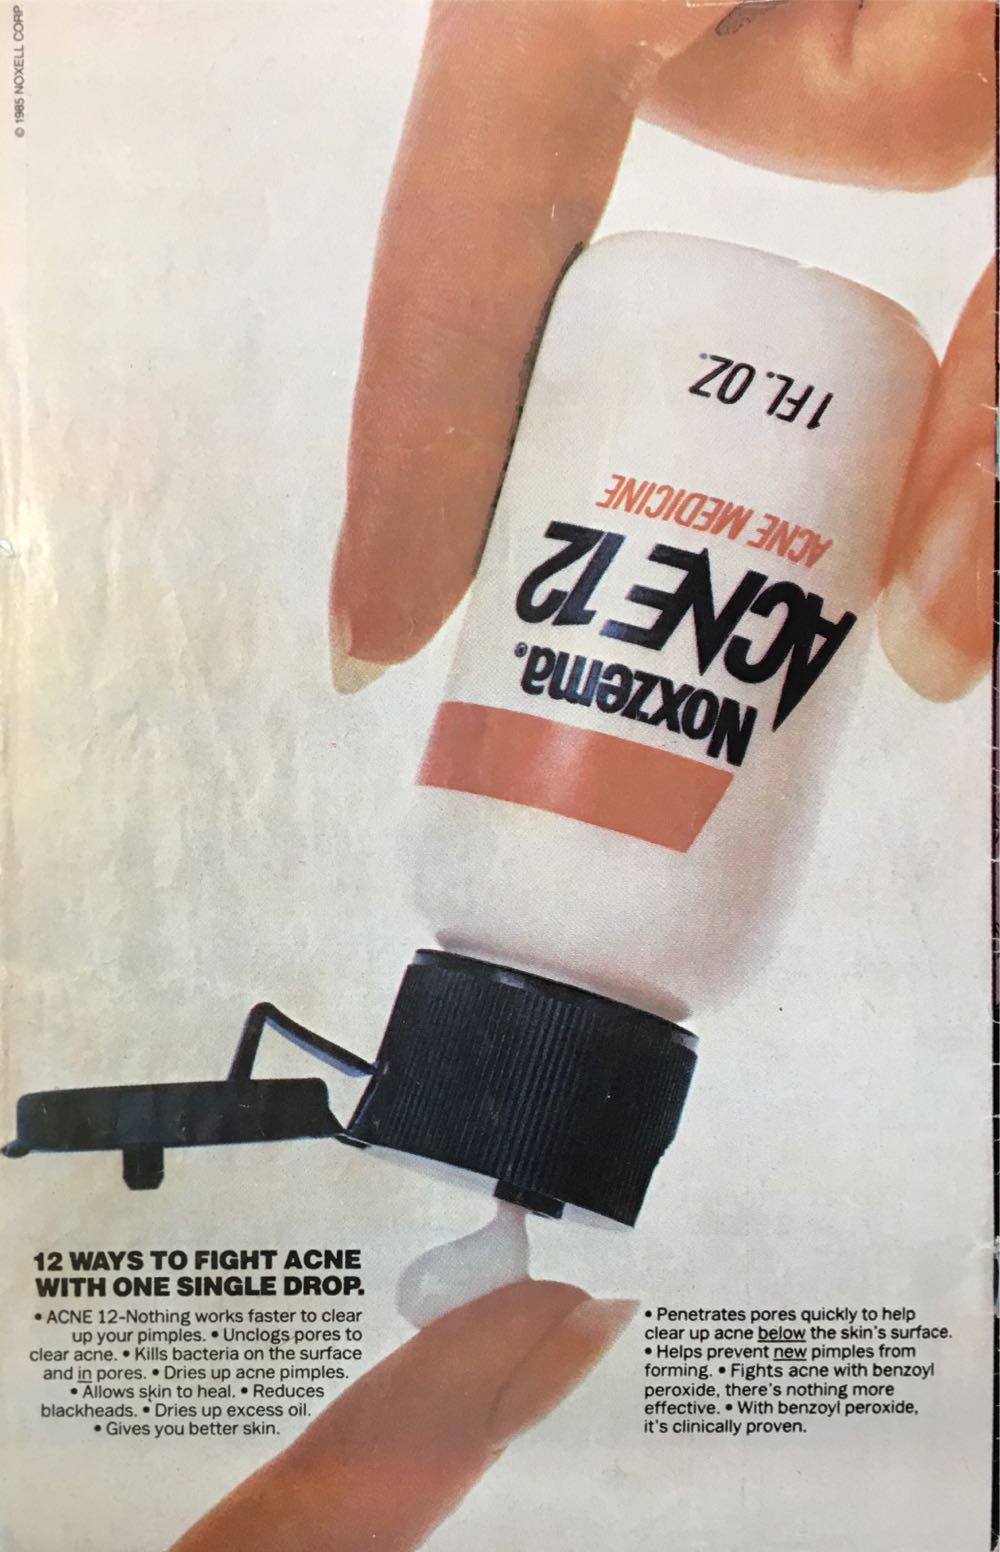 © 1985 NOXELL CORP
1 FL. OZ.
ACNE MEDICINE
ACNE 12
Noxzema®
12 WAYS TO FIGHT ACNE
WITH ONE SINGLE DROP.
• ACNE 12–Nothing works faster to clear
up your pimples. • Unclogs pores to
clear acne. • Kills bacteria on the surface
and in pores. • Dries up acne pimples.
• Allows skin to heal. • Reduces
blackheads. • Dries up excess oil.
• Gives you better skin.
• Penetrates pores quickly to help
clear up acne below the skin's surface.
• Helps prevent new pimples from
forming. • Fights acne with benzoyl
peroxide, there's nothing more
effective. • With benzoyl peroxide,
it's clinically proven.